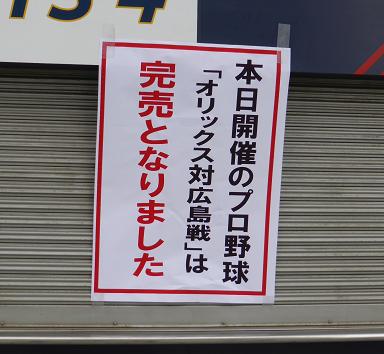 本日開催のプロ野球
「オリックス対広島戦」は
完売となりました